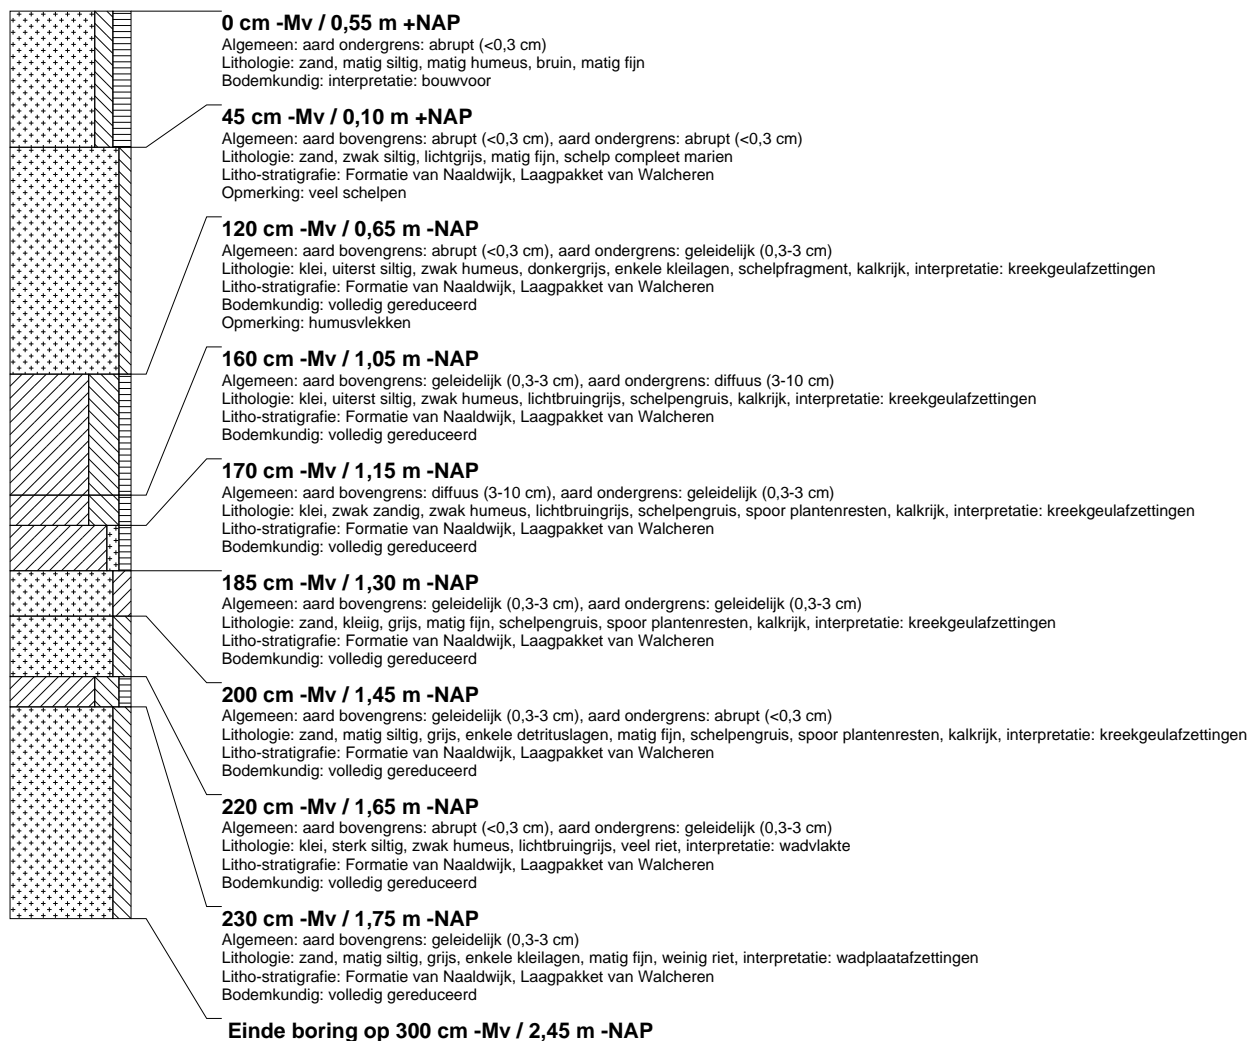 0 cm -Mv / 0,55 m +NAP
Algemeen: aard ondergrens: abrupt (<0,3 cm)
Lithologie: zand, matig siltig, matig humeus, bruin, matig fijn
Bodemkundig: interpretatie: bouwvoor
45 cm -Mv / 0,10 m +NAP
Algemeen: aard bovengrens: abrupt (<0,3 cm), aard ondergrens: abrupt (<0,3 cm)
Lithologie: zand, zwak siltig, lichtgrijs, matig fijn, schelp compleet marien
Litho-stratigrafie: Formatie van Naaldwijk, Laagpakket van Walcheren
Opmerking: veel schelpen
120 cm -Mv / 0,65 m -NAP
Algemeen: aard bovengrens: abrupt (<0,3 cm), aard ondergrens: geleidelijk (0,3-3 cm)
Lithologie: klei, uiterst siltig, zwak humeus, donkergrijs, enkele kleilagen, schelpfragment, kalkrijk, interpretatie: kreekgeulafzettingen
Litho-stratigrafie: Formatie van Naaldwijk, Laagpakket van Walcheren
Bodemkundig: volledig gereduceerd
Opmerking: humusvlekken
160 cm -Mv / 1,05 m -NAP
Algemeen: aard bovengrens: geleidelijk (0,3-3 cm), aard ondergrens: diffuus (3-10 cm)
Lithologie: klei, uiterst siltig, zwak humeus, lichtbruingrijs, schelpengruis, kalkrijk, interpretatie: kreekgeulafzettingen
Litho-stratigrafie: Formatie van Naaldwijk, Laagpakket van Walcheren
Bodemkundig: volledig gereduceerd
170 cm -Mv / 1,15 m -NAP
Algemeen: aard bovengrens: diffuus (3-10 cm), aard ondergrens: geleidelijk (0,3-3 cm)
Lithologie: klei, zwak zandig, zwak humeus, lichtbruingrijs, schelpengruis, spoor plantenresten, kalkrijk, interpretatie: kreekgeulafzettingen
Litho-stratigrafie: Formatie van Naaldwijk, Laagpakket van Walcheren
Bodemkundig: volledig gereduceerd
185 cm -Mv / 1,30 m -NAP
Algemeen: aard bovengrens: geleidelijk (0,3-3 cm), aard ondergrens: geleidelijk (0,3-3 cm)
Lithologie: zand, kleiig, grijs, matig fijn, schelpengruis, spoor plantenresten, kalkrijk, interpretatie: kreekgeulafzettingen
Litho-stratigrafie: Formatie van Naaldwijk, Laagpakket van Walcheren
Bodemkundig: volledig gereduceerd
200 cm -Mv / 1,45 m -NAP
Algemeen: aard bovengrens: geleidelijk (0,3-3 cm), aard ondergrens: abrupt (<0,3 cm)
Lithologie: zand, matig siltig, grijs, enkele detrituslagen, matig fijn, schelpengruis, spoor plantenresten, kalkrijk, interpretatie: kreekgeulafzettingen
Litho-stratigrafie: Formatie van Naaldwijk, Laagpakket van Walcheren
Bodemkundig: volledig gereduceerd
220 cm -Mv / 1,65 m -NAP
Algemeen: aard bovengrens: abrupt (<0,3 cm), aard ondergrens: geleidelijk (0,3-3 cm)
Lithologie: klei, sterk siltig, zwak humeus, lichtbruingrijs, veel riet, interpretatie: wadvlakte
Litho-stratigrafie: Formatie van Naaldwijk, Laagpakket van Walcheren
Bodemkundig: volledig gereduceerd
230 cm -Mv / 1,75 m -NAP
Algemeen: aard bovengrens: geleidelijk (0,3-3 cm)
Lithologie: zand, matig siltig, grijs, enkele kleilagen, matig fijn, weinig riet, interpretatie: wadplaatafzettingen
Litho-stratigrafie: Formatie van Naaldwijk, Laagpakket van Walcheren
Bodemkundig: volledig gereduceerd
Einde boring op 300 cm -Mv / 2,45 m -NAP